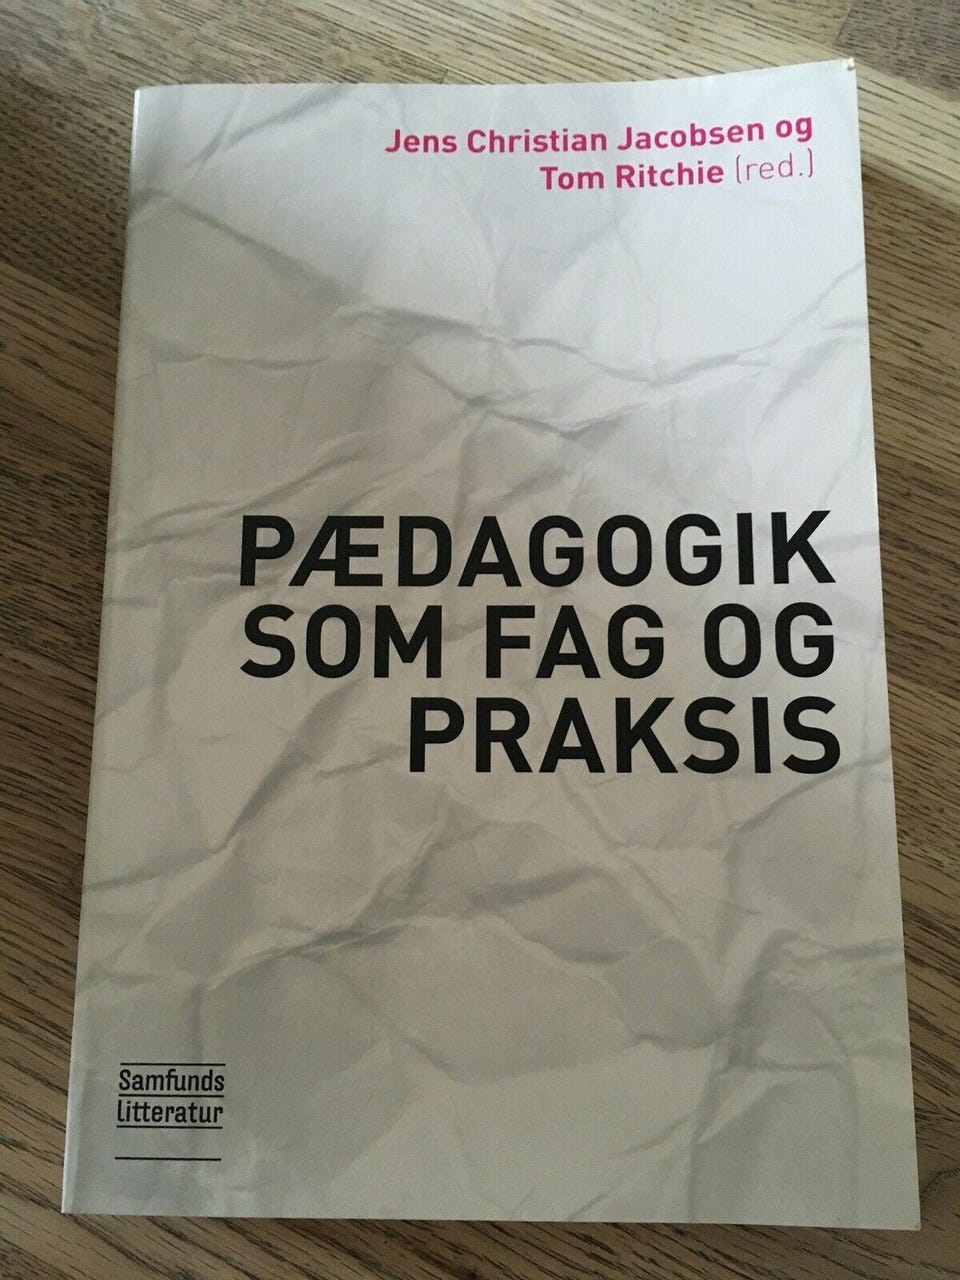 Jens Christian Jacobsen og
Tom Ritchie (red.)
PÆDAGOGIK
SOM FAG OG
PRAKSIS
Samfunds
litteratur